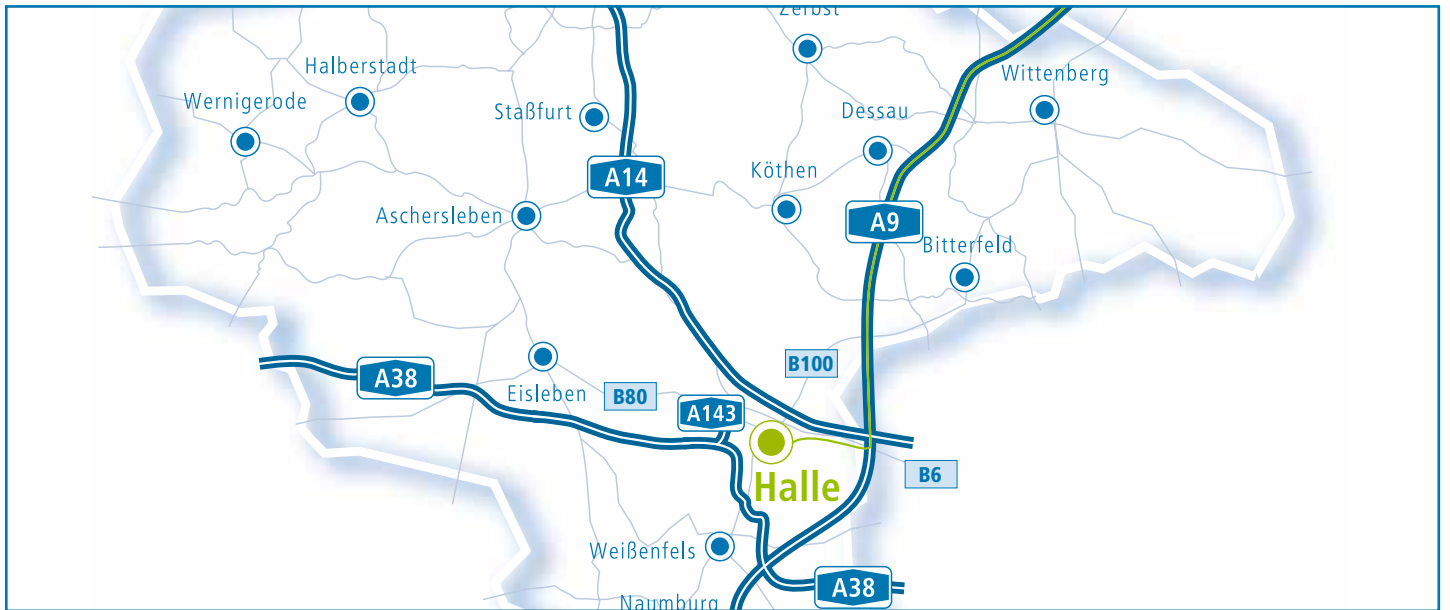 Zerbst
Halberstadt
Wittenberg
Wernigerode
Staßfurt
Dessau
Köthen
A14
Aschersleben
A9
Bitterfeld
B100
A38
Eisleben
B80
A143
B6
Halle
Weißenfels
A38
Naumburg